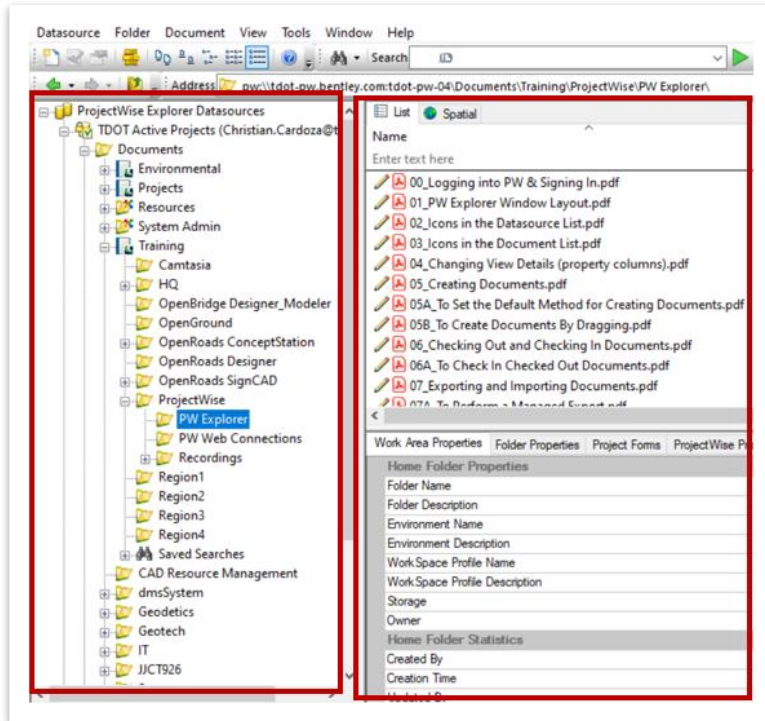 Datasource Folder Document View Tools Window Help
Search
Address pw:\\tdot-pw.bentley.com:tdot-pw-04\Documents\Training\ProjectWise\PW Explorer\
ProjectWise Explorer Datasources
TDOT Active Projects (Christian.Cardoza@t
Documents
Environmental
Projects
Resources
System Admin
Training
Camtasia
HQ
OpenBridge Designer_Modeler
OpenGround
OpenRoads ConceptStation
OpenRoads Designer
OpenRoads SignCAD
ProjectWise
PW Explorer
PW Web Connections
Recordings
Region1
Region2
Region3
Region4
Saved Searches
CAD Resource Management
dmsSystem
Geodetics
Geotech
IT
JJCT926
List Spatial
Name
Enter text here
00_Logging into PW & Signing In.pdf
01_PW Explorer Window Layout.pdf
02_Icons in the Datasource List.pdf
03_Icons in the Document List.pdf
04_Changing View Details (property columns).pdf
05_Creating Documents.pdf
05A_To Set the Default Method for Creating Documents.pdf
05B_To Create Documents By Dragging.pdf
06_Checking Out and Checking In Documents.pdf
06A_To Check In Checked Out Documents.pdf
07_Exporting and Importing Documents.pdf
07A_To Perform a Managed Export.pdf
Work Area Properties Folder Properties Project Forms ProjectWise Pr
Home Folder Properties
Folder Name
Folder Description
Environment Name
Environment Description
WorkSpace Profile Name
WorkSpace Profile Description
Storage
Owner
Home Folder Statistics
Created By
Creation Time
Updated By